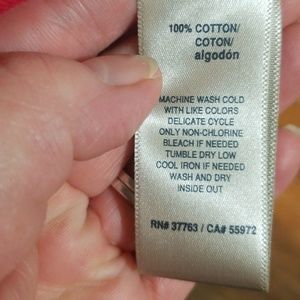 100% COTTON/
COTON/
algodón
MACHINE WASH COLD
WITH LIKE COLORS
DELICATE CYCLE
ONLY NON-CHLORINE
BLEACH IF NEEDED
TUMBLE DRY LOW
COOL IRON IF NEEDED
WASH AND DRY
INSIDE OUT
RN# 37763 / CA# 55972